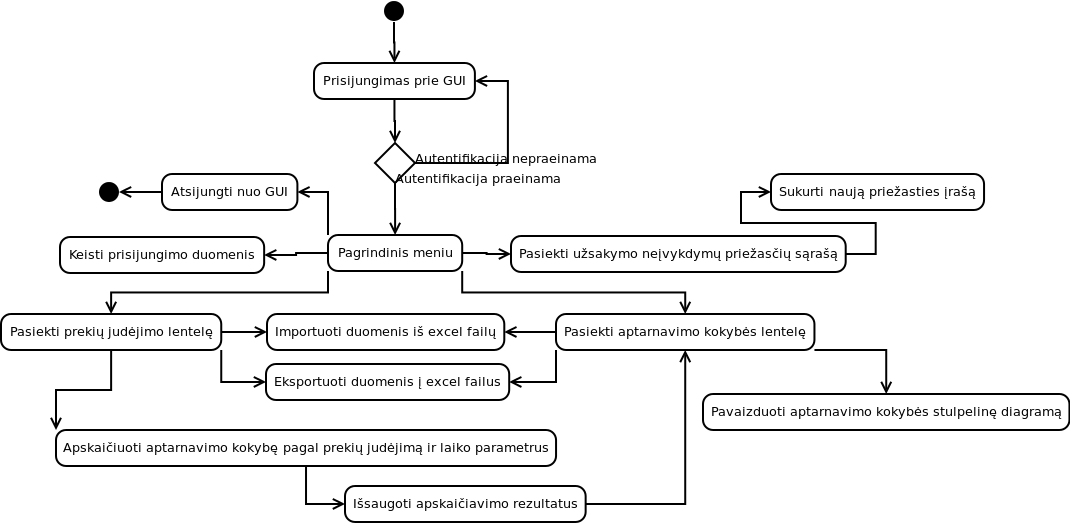 Prisijungimas prie GUI
Autentifikacija nepraeinama
Autentifikacija praeinama
Atsijungti nuo GUI
Sukurti naują priežasties įrašą
Keisti prisijungimo duomenis
Pagrindinis meniu
Pasiekti užsakymo neįvykdymų priežasčių sąrašą
Pasiekti prekių judėjimo lentelę
Importuoti duomenis iš excel failų
Pasiekti aptarnavimo kokybės lentelę
Eksportuoti duomenis į excel failus
Pavaizduoti aptarnavimo kokybės stulpelinę diagramą
Apskaičiuoti aptarnavimo kokybę pagal prekių judėjimą ir laiko parametrus
Išsaugoti apskaičiavimo rezultatus